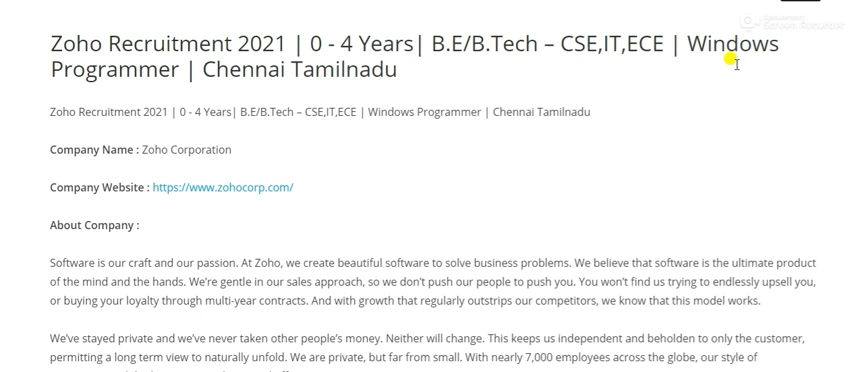 Zoho Recruitment 2021 | 0 - 4 Years| B.E/B.Tech – CSE,IT,ECE | Windows
Programmer | Chennai Tamilnadu
Zoho Recruitment 2021 | 0 - 4 Years| B.E/B.Tech – CSE,IT,ECE | Windows Programmer | Chennai Tamilnadu
Company Name : Zoho Corporation
Company Website : https://www.zohocorp.com/
About Company :
Software is our craft and our passion. At Zoho, we create beautiful software to solve business problems. We believe that software is the ultimate product
of the mind and the hands. We’re gentle in our sales approach, so we don’t push our people to push you. You won’t find us trying to endlessly upsell you,
or buying your loyalty through multi-year contracts. And with growth that regularly outstrips our competitors, we know that this model works.
We’ve stayed private and we’ve never taken other people’s money. Neither will change. This keeps us independent and beholden to only the customer,
permitting a long term view to naturally unfold. We are private, but far from small. With nearly 7,000 employees across the globe, our style of